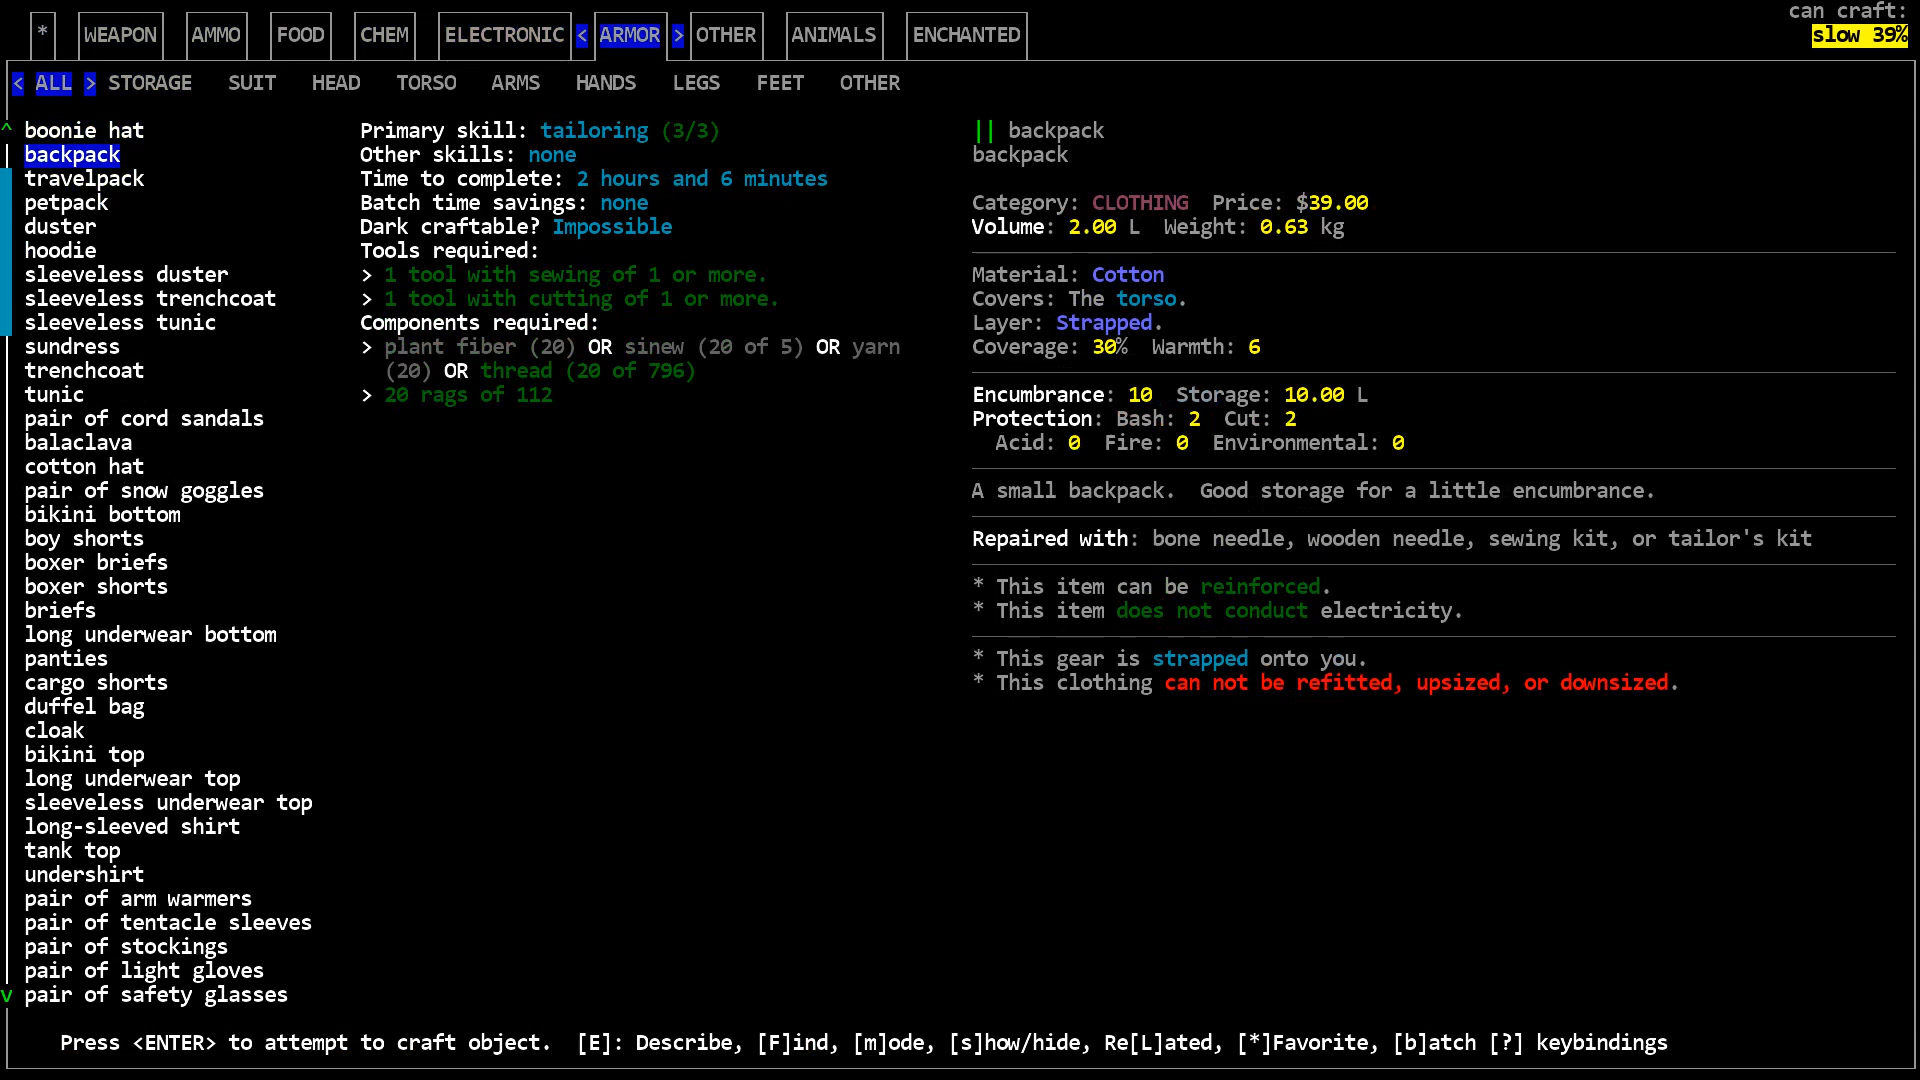 can craft:
* WEAPON AMMO FOOD CHEM ELECTRONIC < ARMOR > OTHER ANIMALS ENCHANTED slow 39%
< ALL > STORAGE SUIT HEAD TORSO ARMS HANDS LEGS FEET OTHER
^ boonie hat
backpack
travelpack
petpack
duster
hoodie
sleeveless duster
sleeveless trenchcoat
sleeveless tunic
sundress
trenchcoat
tunic
pair of cord sandals
balaclava
cotton hat
pair of snow goggles
bikini bottom
boy shorts
boxer briefs
boxer shorts
briefs
long underwear bottom
panties
cargo shorts
duffel bag
cloak
bikini top
long underwear top
sleeveless underwear top
long-sleeved shirt
tank top
undershirt
pair of arm warmers
pair of tentacle sleeves
pair of stockings
pair of light gloves
v pair of safety glasses
Primary skill: tailoring (3/3)
Other skills: none
Time to complete: 2 hours and 6 minutes
Batch time savings: none
Dark craftable? Impossible
Tools required:
> 1 tool with sewing of 1 or more.
> 1 tool with cutting of 1 or more.
Components required:
> plant fiber (20) OR sinew (20 of 5) OR yarn
(20) OR thread (20 of 796)
> 20 rags of 112
|| backpack
backpack
Category: CLOTHING Price: $39.00
Volume: 2.00 L Weight: 0.63 kg
Material: Cotton
Covers: The torso.
Layer: Strapped.
Coverage: 30% Warmth: 6
Encumbrance: 10 Storage: 10.00 L
Protection: Bash: 2 Cut: 2
Acid: 0 Fire: 0 Environmental: 0
A small backpack. Good storage for a little encumbrance.
Repaired with: bone needle, wooden needle, sewing kit, or tailor's kit
* This item can be reinforced.
* This item does not conduct electricity.
* This gear is strapped onto you.
* This clothing can not be refitted, upsized, or downsized.
Press <ENTER> to attempt to craft object. [E]: Describe, [F]ind, [m]ode, [s]how/hide, Re[L]ated, [*]Favorite, [b]atch [?] keybindings